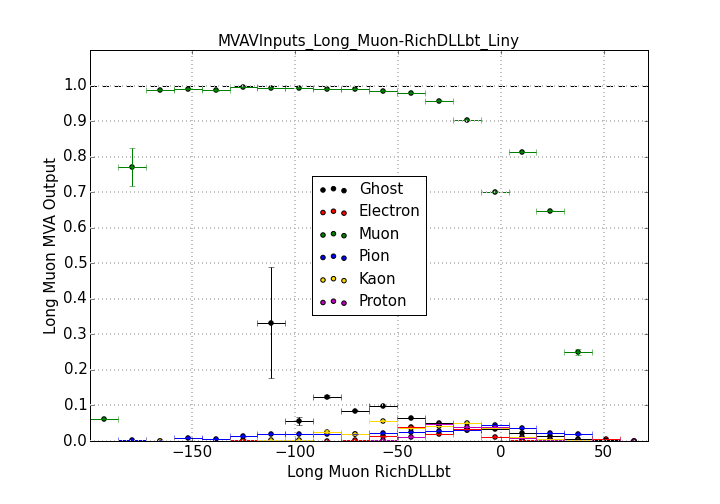 MVAVInputs_Long_Muon-RichDLLbt_Liny
Long Muon MVA Output
1.0
0.9
0.8
0.7
0.6
0.5
0.4
0.3
0.2
0.1
0.0
Ghost
Electron
Muon
Pion
Kaon
Proton
−150 −100 −50 0 50
Long Muon RichDLLbt